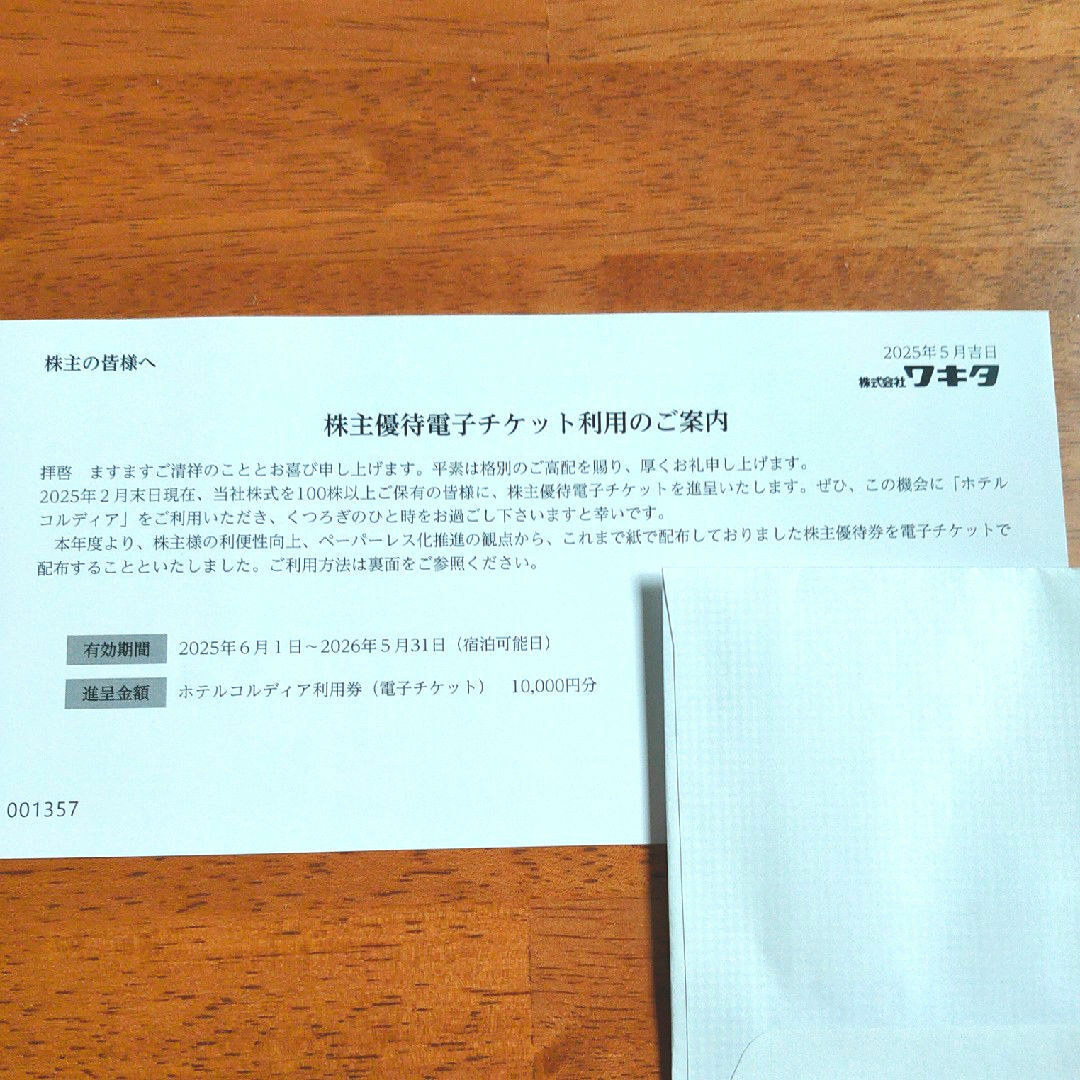 株主の皆様へ
2025年5月吉日
株式会社ワキタ
株主優待電子チケット利用のご案内
拝啓　ますますご清祥のこととお喜び申し上げます。平素は格別のご高配を賜り、厚くお礼申し上げます。
2025年2月末日現在、当社株式を100株以上ご保有の皆様に、株主優待電子チケットを進呈いたします。ぜひ、この機会に「ホテル
コルディア」をご利用いただき、くつろぎのひと時をお過ごし下さいますと幸いです。
　本年度より、株主様の利便性向上、ペーパーレス化推進の観点から、これまで紙で配布しておりました株主優待券を電子チケットで
配布することといたしました。ご利用方法は裏面をご参照ください。
有効期間 2025年6月1日~2026年5月31日（宿泊可能日）
進呈金額 ホテルコルディア利用券（電子チケット）　10,000円分
001357